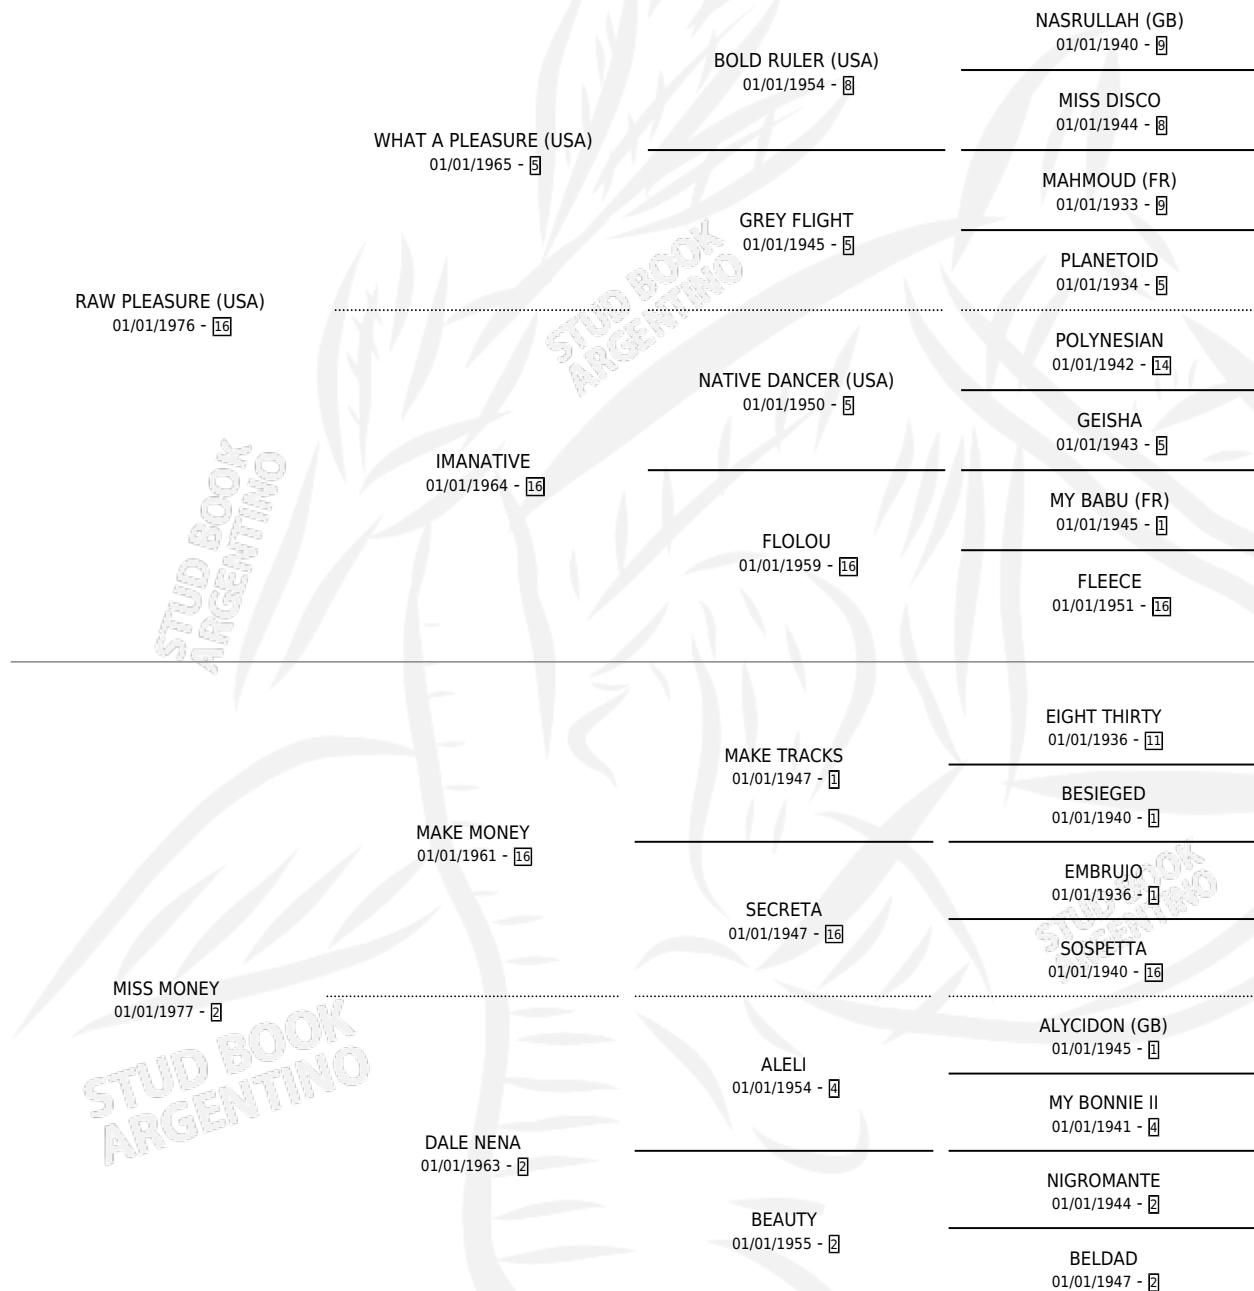 NASRULLAH (GB)
01/01/1940 - 9
BOLD RULER (USA)
01/01/1954 - 8
MISS DISCO
01/01/1944 - 8
WHAT A PLEASURE (USA)
01/01/1965 - 5
MAHMOUD (FR)
01/01/1933 - 9
GREY FLIGHT
01/01/1945 - 5
PLANETOID
01/01/1934 - 5
RAW PLEASURE (USA)
01/01/1976 - 16
POLYNESIAN
01/01/1942 - 14
NATIVE DANCER (USA)
01/01/1950 - 5
GEISHA
01/01/1943 - 5
IMANATIVE
01/01/1964 - 16
MY BABU (FR)
01/01/1945 - 1
FLOLOU
01/01/1959 - 16
FLEECE
01/01/1951 - 16
EIGHT THIRTY
01/01/1936 - 11
MAKE TRACKS
01/01/1947 - 1
BESIEGED
01/01/1940 - 1
MAKE MONEY
01/01/1961 - 16
EMBRUJO
01/01/1936 - 1
SECRETA
01/01/1947 - 16
SOSPETTA
01/01/1940 - 16
MISS MONEY
01/01/1977 - 2
ALYCIDON (GB)
01/01/1945 - 1
ALELI
01/01/1954 - 4
MY BONNIE II
01/01/1941 - 4
DALE NENA
01/01/1963 - 2
NIGROMANTE
01/01/1944 - 2
BEAUTY
01/01/1955 - 2
BELDAD
01/01/1947 - 2
STUD BOOK
ARGENTINO
STUD BOOK
ARGENTINO
STUD BOOK
ARGENTINO
STUD BOOK
ARGENTINO